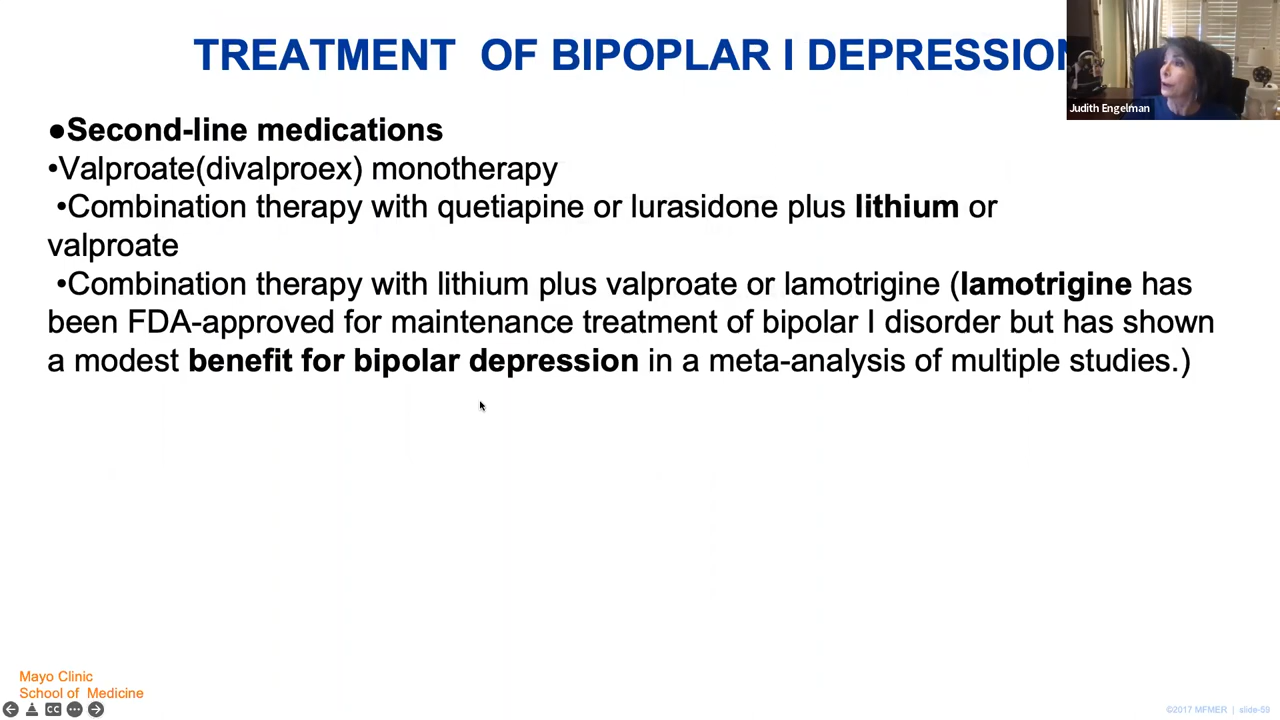 TREATMENT OF BIPOPLAR I DEPRESSION
Judith Engelman
●Second-line medications
•Valproate(divalproex) monotherapy
•Combination therapy with quetiapine or lurasidone plus lithium or
valproate
•Combination therapy with lithium plus valproate or lamotrigine (lamotrigine has
been FDA-approved for maintenance treatment of bipolar I disorder but has shown
a modest benefit for bipolar depression in a meta-analysis of multiple studies.)
Mayo Clinic
School of Medicine
CC
©2017 MFMER | slide-59